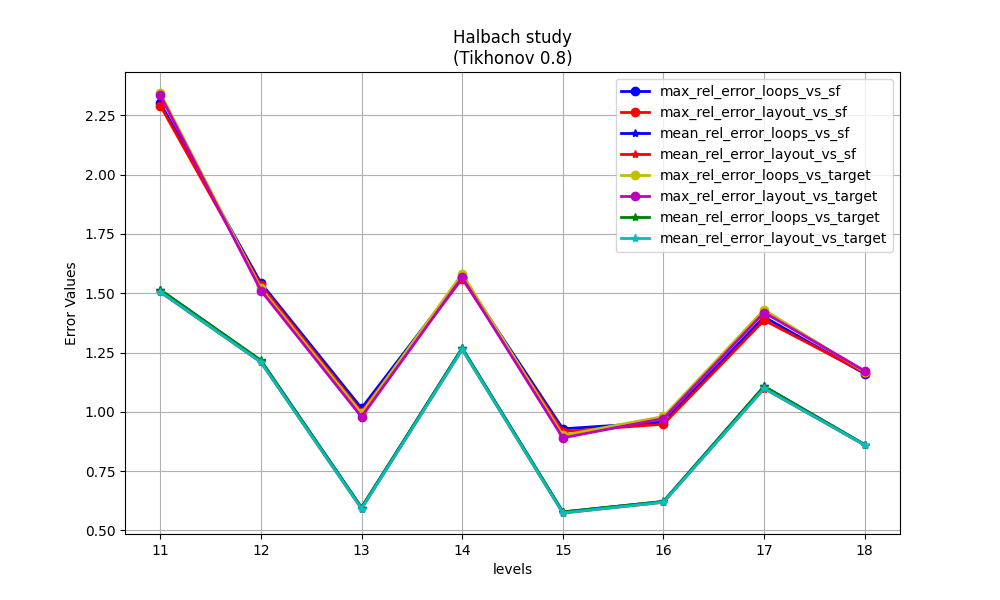 Halbach study
(Tikhonov 0.8)
Error Values
2.25
2.00
1.75
1.50
1.25
1.00
0.75
0.50
max_rel_error_loops_vs_sf
max_rel_error_layout_vs_sf
mean_rel_error_loops_vs_sf
mean_rel_error_layout_vs_sf
max_rel_error_loops_vs_target
max_rel_error_layout_vs_target
mean_rel_error_loops_vs_target
mean_rel_error_layout_vs_target
11 12 13 14 15 16 17 18
levels